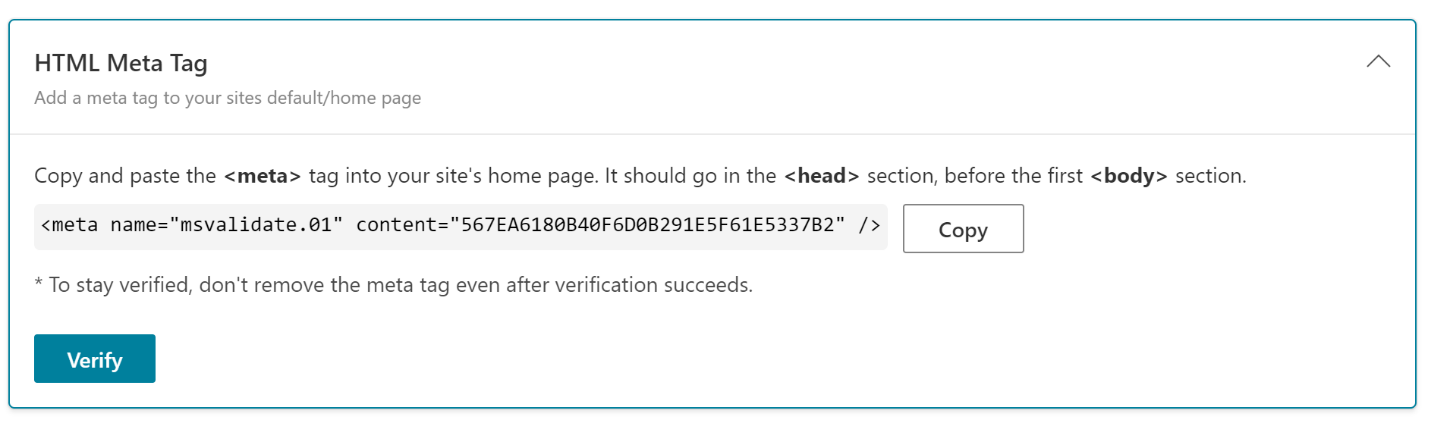 HTML Meta Tag
Add a meta tag to your sites default/home page
Copy and paste the <meta> tag into your site's home page. It should go in the <head> section, before the first <body> section.
<meta name="msvalidate.01" content="567EA6180B40F6D0B291E5F61E5337B2" />
Copy
* To stay verified, don't remove the meta tag even after verification succeeds.
Verify